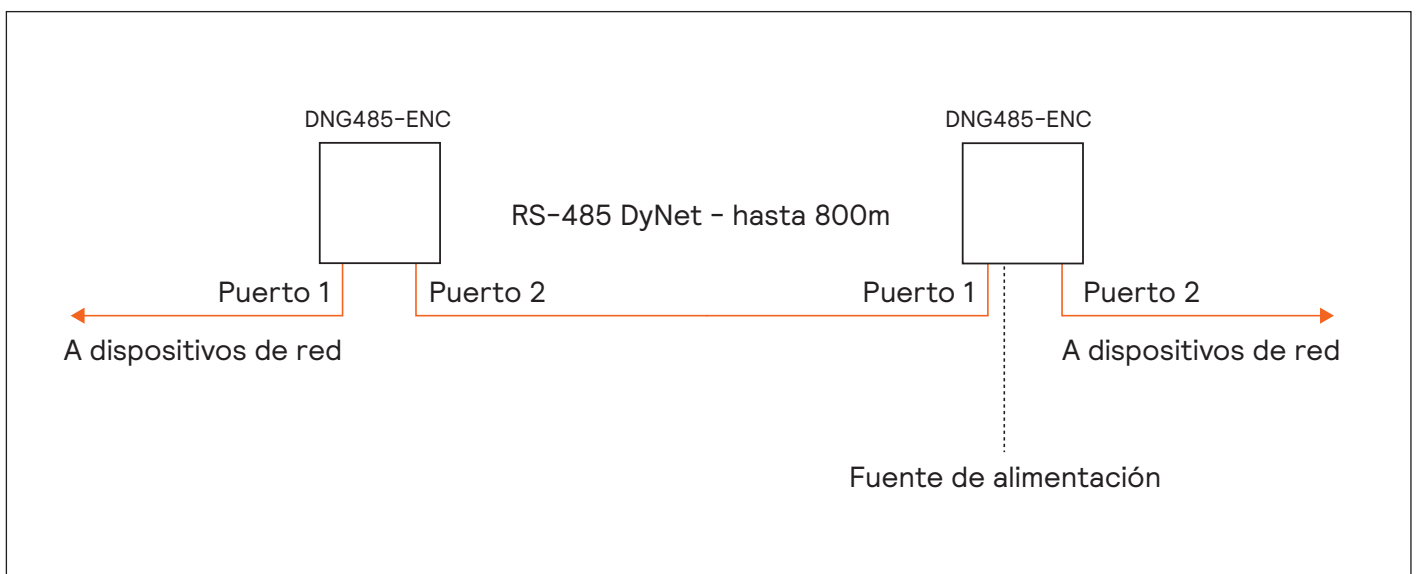 DNG485-ENC
DNG485-ENC
RS-485 DyNet - hasta 800m
Puerto 1
Puerto 2
Puerto 1
Puerto 2
A dispositivos de red
A dispositivos de red
Fuente de alimentación